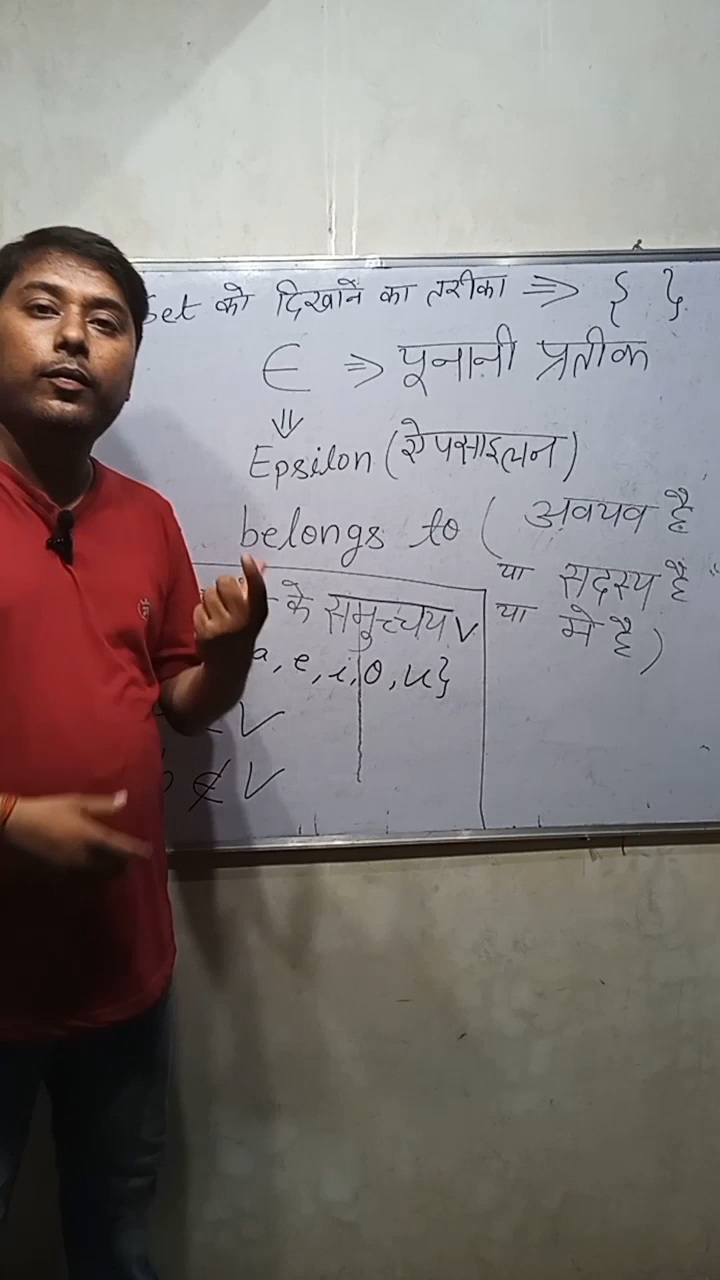 Set को दिखानें का तरीका ⇒ { }
∈ ⇒ यूनानी प्रतीक
⇓
Epsilon (ऐपसाइलन)
belongs to ( अवयव है
या सदस्य है
या मे है )
के समुच्चय V
a, e, i, o, u}
∈ V
b ∉ V